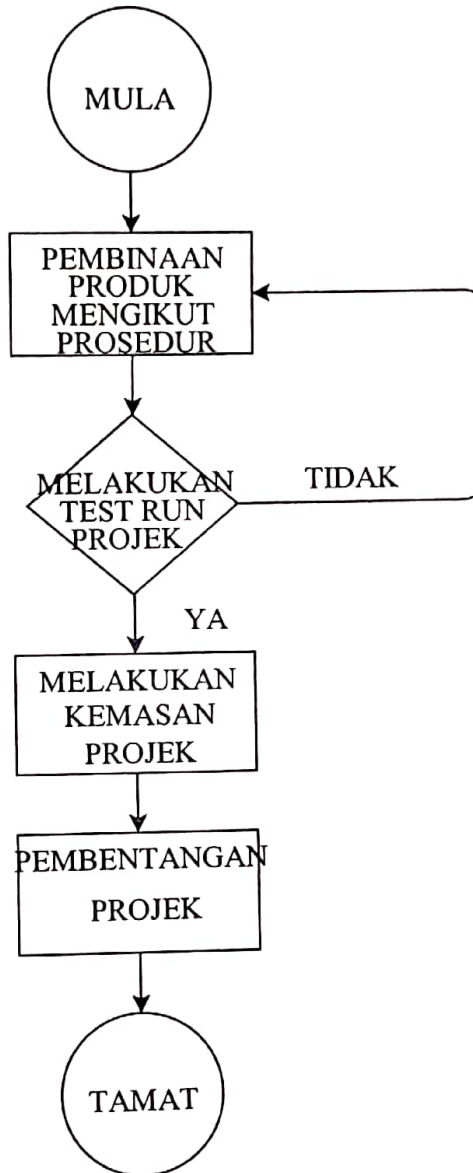 MULA
PEMBINAAN
PRODUK
MENGIKUT
PROSEDUR
MELAKUKAN
TEST RUN
PROJEK
TIDAK
YA
MELAKUKAN
KEMASAN
PROJEK
PEMBENTANGAN
PROJEK
TAMAT